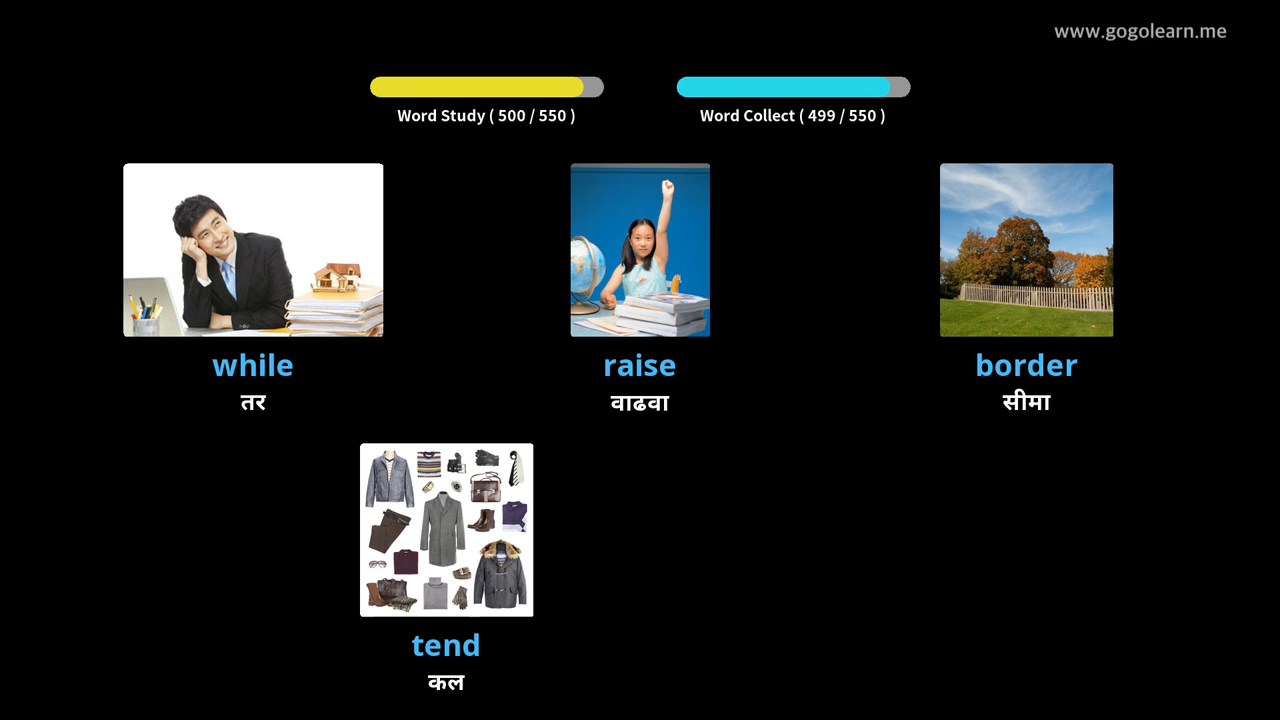 www.gogolearn.me
Word Study ( 500 / 550 )
Word Collect ( 499 / 550 )
while
तर
raise
वाढवा
border
सीमा
tend
कल